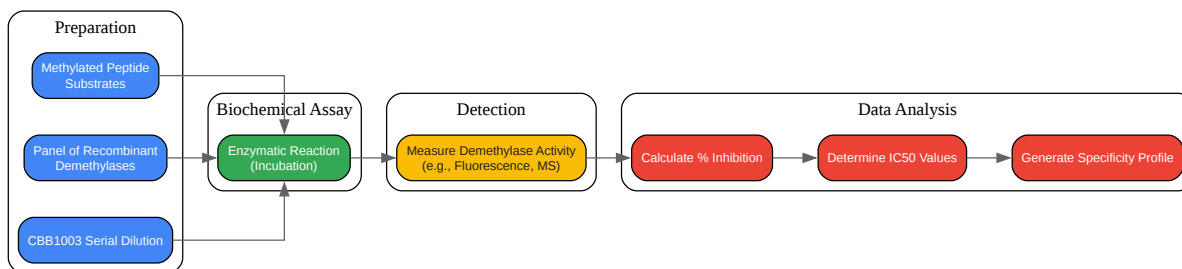 Preparation
Methylated Peptide
Substrates
Panel of Recombinant
Demethylases
CBB1003 Serial Dilution
Biochemical Assay
Enzymatic Reaction
(Incubation)
Detection
Measure Demethylase Activity
(e.g., Fluorescence, MS)
Data Analysis
Calculate % Inhibition
Determine IC50 Values
Generate Specificity Profile